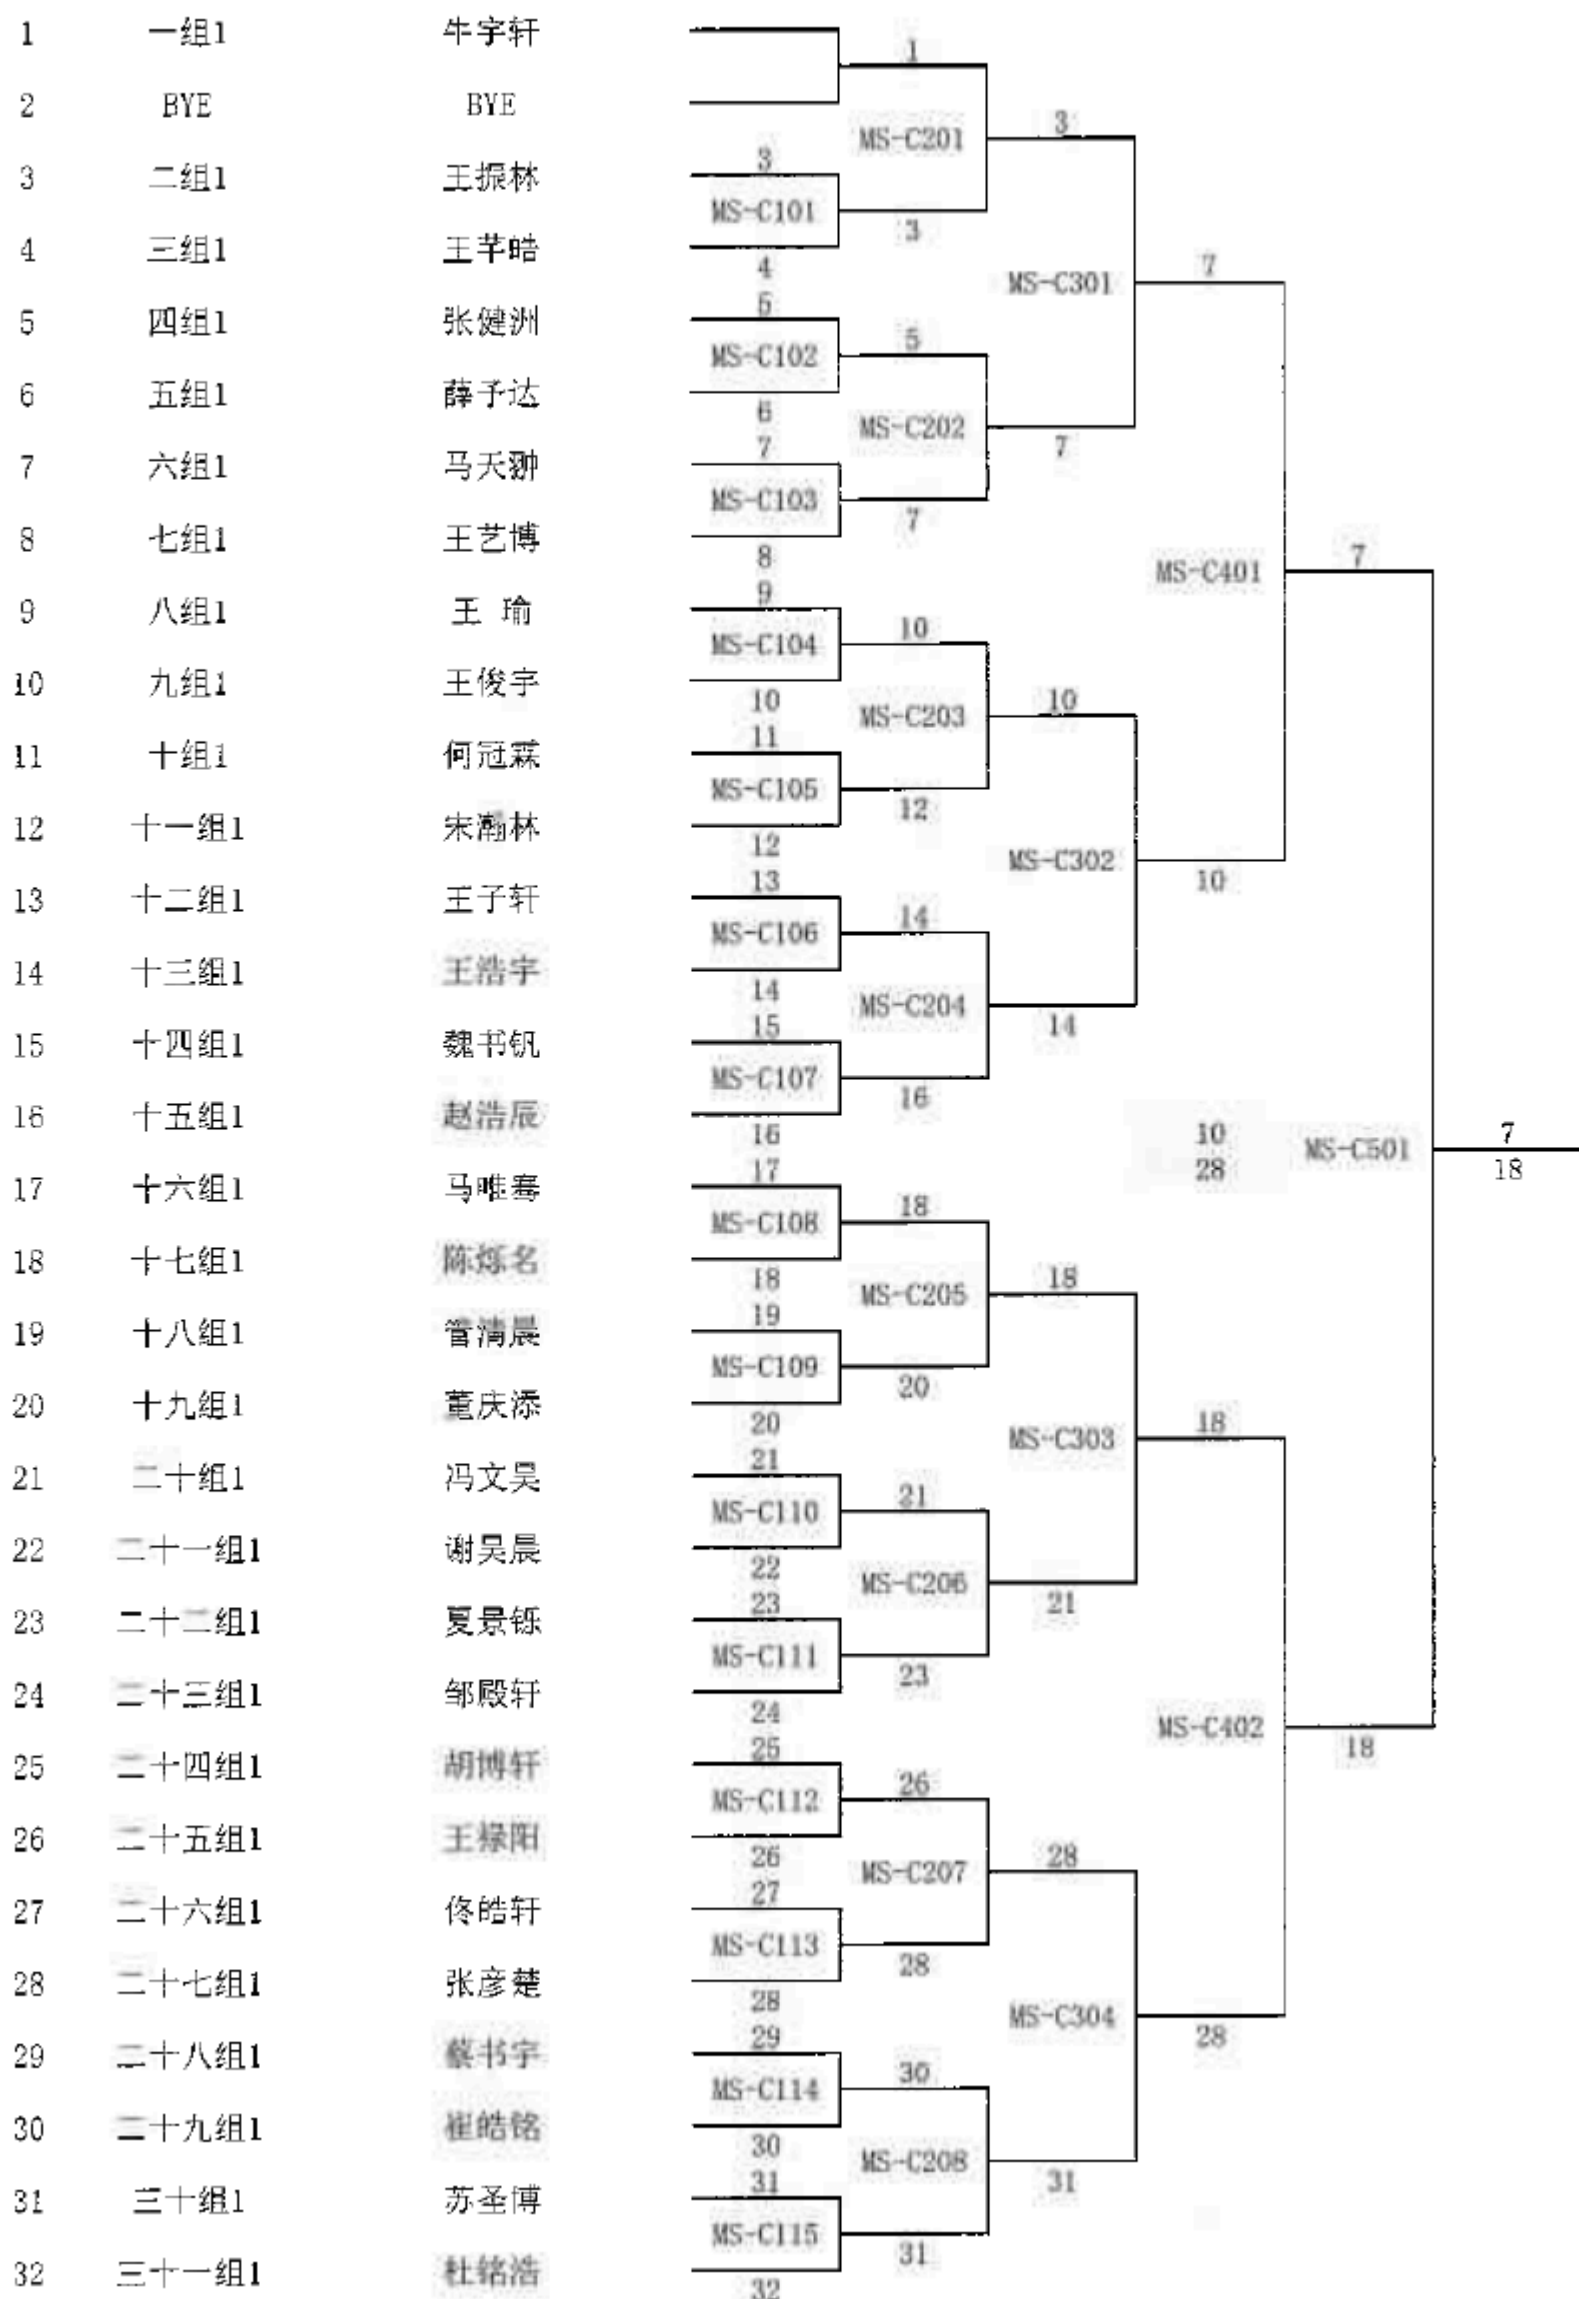 1 一组1 牛宇轩
1
2 BYE BYE
3
MS-C201
3
3 二组1 王振林
MS-C101
3
4 三组1 王芊皓
4
7
MS-C301
5
5 四组1 张健洲
5
MS-C102
6 五组1 薛予达
6
MS-C202
7
7
7 六组1 马天翀
MS-C103
7
8 七组1 王艺博
8
7
MS-C401
9
9 八组1 王 瑜
10
MS-C104
10 九组1 王俊宇
10
10
MS-C203
11
11 十组1 何冠霖
MS-C105
12
12 十一组1 宋瀚林
12
MS-C302
10
13
13 十二组1 王子轩
14
MS-C106
14 十三组1 王浩宇
14
MS-C204
14
15
15 十四组1 魏书钒
MS-C107
16
16 十五组1 赵浩辰
16
10
28
MS-C501
7
18
17
17 十六组1 马唯骞
18
MS-C108
18 十七组1 陈烁名
18
18
MS-C205
19
19 十八组1 管清晨
MS-C109
20
20 十九组1 董庆添
20
18
MS-C303
21
21 二十组1 冯文昊
21
MS-C110
22 二十一组1 谢昊晨
22
MS-C206
21
23
23 二十二组1 夏景铄
MS-C111
23
24 二十三组1 邹殿轩
24
MS-C402
18
25
25 二十四组1 胡博轩
26
MS-C112
26 二十五组1 王禄阳
26
28
MS-C207
27
27 二十六组1 佟皓轩
MS-C113
28
28 二十七组1 张彦楚
28
MS-C304
28
29
29 二十八组1 蔡书宇
30
MS-C114
30 二十九组1 崔皓铭
30
MS-C208
31
31
31 三十组1 苏圣博
MS-C115
31
32 三十一组1 杜铭浩
32